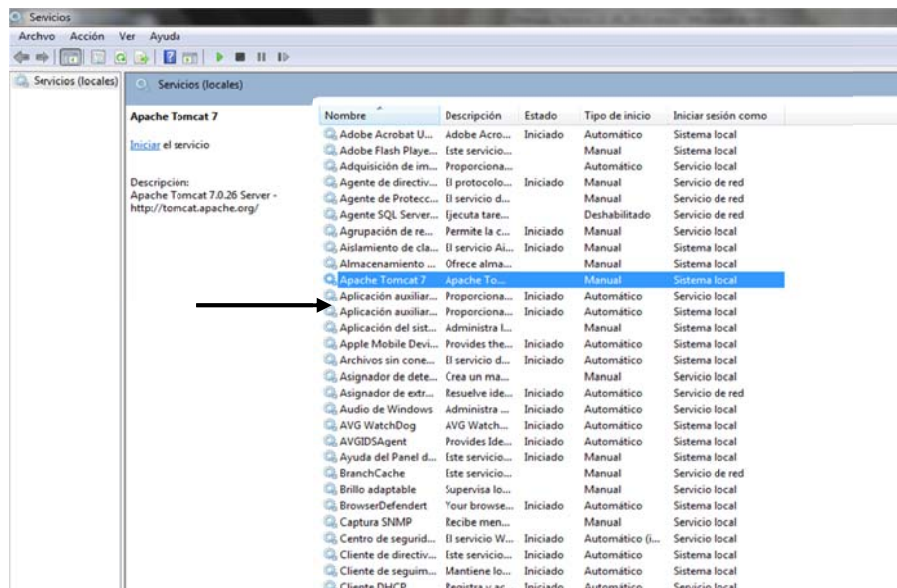 Servicios
Archvo Acción Ver Ayuda
Servicios (locales)
Servicios (locales)
Apache Tomcat 7
Iniciar el servicio
Descripción:
Apache Tomcat 7.0.26 Server -
http://tomcat.apache.org/
Nombre Descripción Estado Tipo de inicio Iniciar sesión como
Adobe Acrobat U... Adobe Acro... Iniciado Automático Sistema local
Adobe Flash Playe... Este servicio... Manual Sistema local
Adquisición de im... Proporciona... Automático Servicio local
Agente de directiv... El protocolo... Iniciado Manual Servicio de red
Agente de Protecc... El servicio d... Manual Servicio de red
Agente SQL Server... Ejecuta tare... Deshabilitado Servicio de red
Agrupación de re... Permite la c... Iniciado Manual Servicio local
Aislamiento de cla... El servicio Ai... Iniciado Manual Sistema local
Almacenamiento ... Ofrece alma... Manual Sistema local
Apache Tomcat 7 Apache To... Manual Sistema local
Aplicación auxiliar... Proporciona... Iniciado Automático Servicio local
Aplicación auxiliar... Proporciona... Iniciado Automático Sistema local
Aplicación del sist... Administra l... Manual Sistema local
Apple Mobile Devi... Provides the... Iniciado Automático Sistema local
Archivos sin cone... El servicio d... Iniciado Automático Sistema local
Asignador de dete... Crea un ma... Manual Servicio local
Asignador de extr... Resuelve ide... Iniciado Automático Servicio de red
Audio de Windows Administra ... Iniciado Automático Servicio local
AVG WatchDog AVG Watch... Iniciado Automático Sistema local
AVGIDSAgent Provides Ide... Iniciado Automático Sistema local
Ayuda del Panel d... Este servicio... Iniciado Manual Sistema local
BranchCache Este servicio... Manual Servicio de red
Brillo adaptable Supervisa lo... Manual Servicio local
BrowserDefendert Your browse... Iniciado Automático Sistema local
Captura SNMP Recibe men... Manual Servicio local
Centro de segurid... El servicio W... Iniciado Automático (i... Servicio local
Cliente de directiv... Este servicio... Iniciado Automático Sistema local
Cliente de seguim... Mantiene lo... Iniciado Automático Sistema local
Cliente DHCP Registra y ac... Iniciado Automático Servicio local